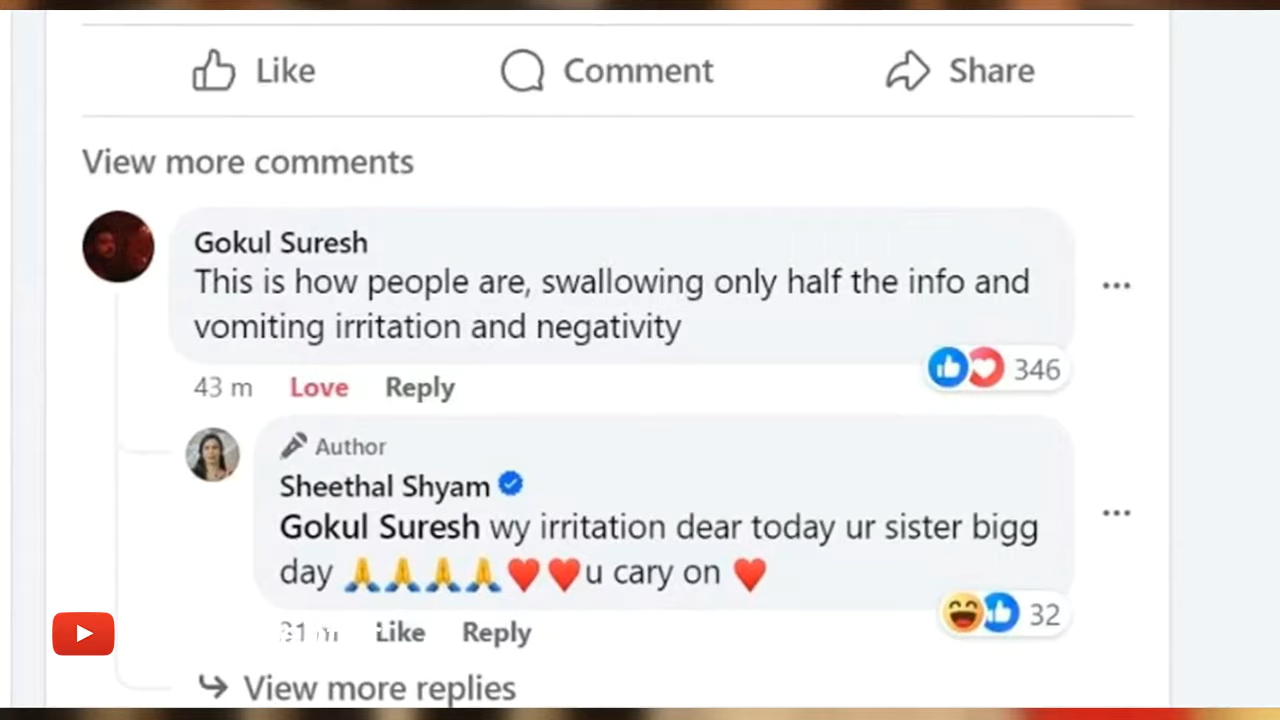 Like Comment Share
View more comments
Gokul Suresh
This is how people are, swallowing only half the info and
vomiting irritation and negativity
346
43 m Love Reply
Author
Sheethal Shyam
Gokul Suresh wy irritation dear today ur sister bigg
day 🙏🙏🙏🙏❤️❤️u cary on ❤️
32
Like Reply
View more replies